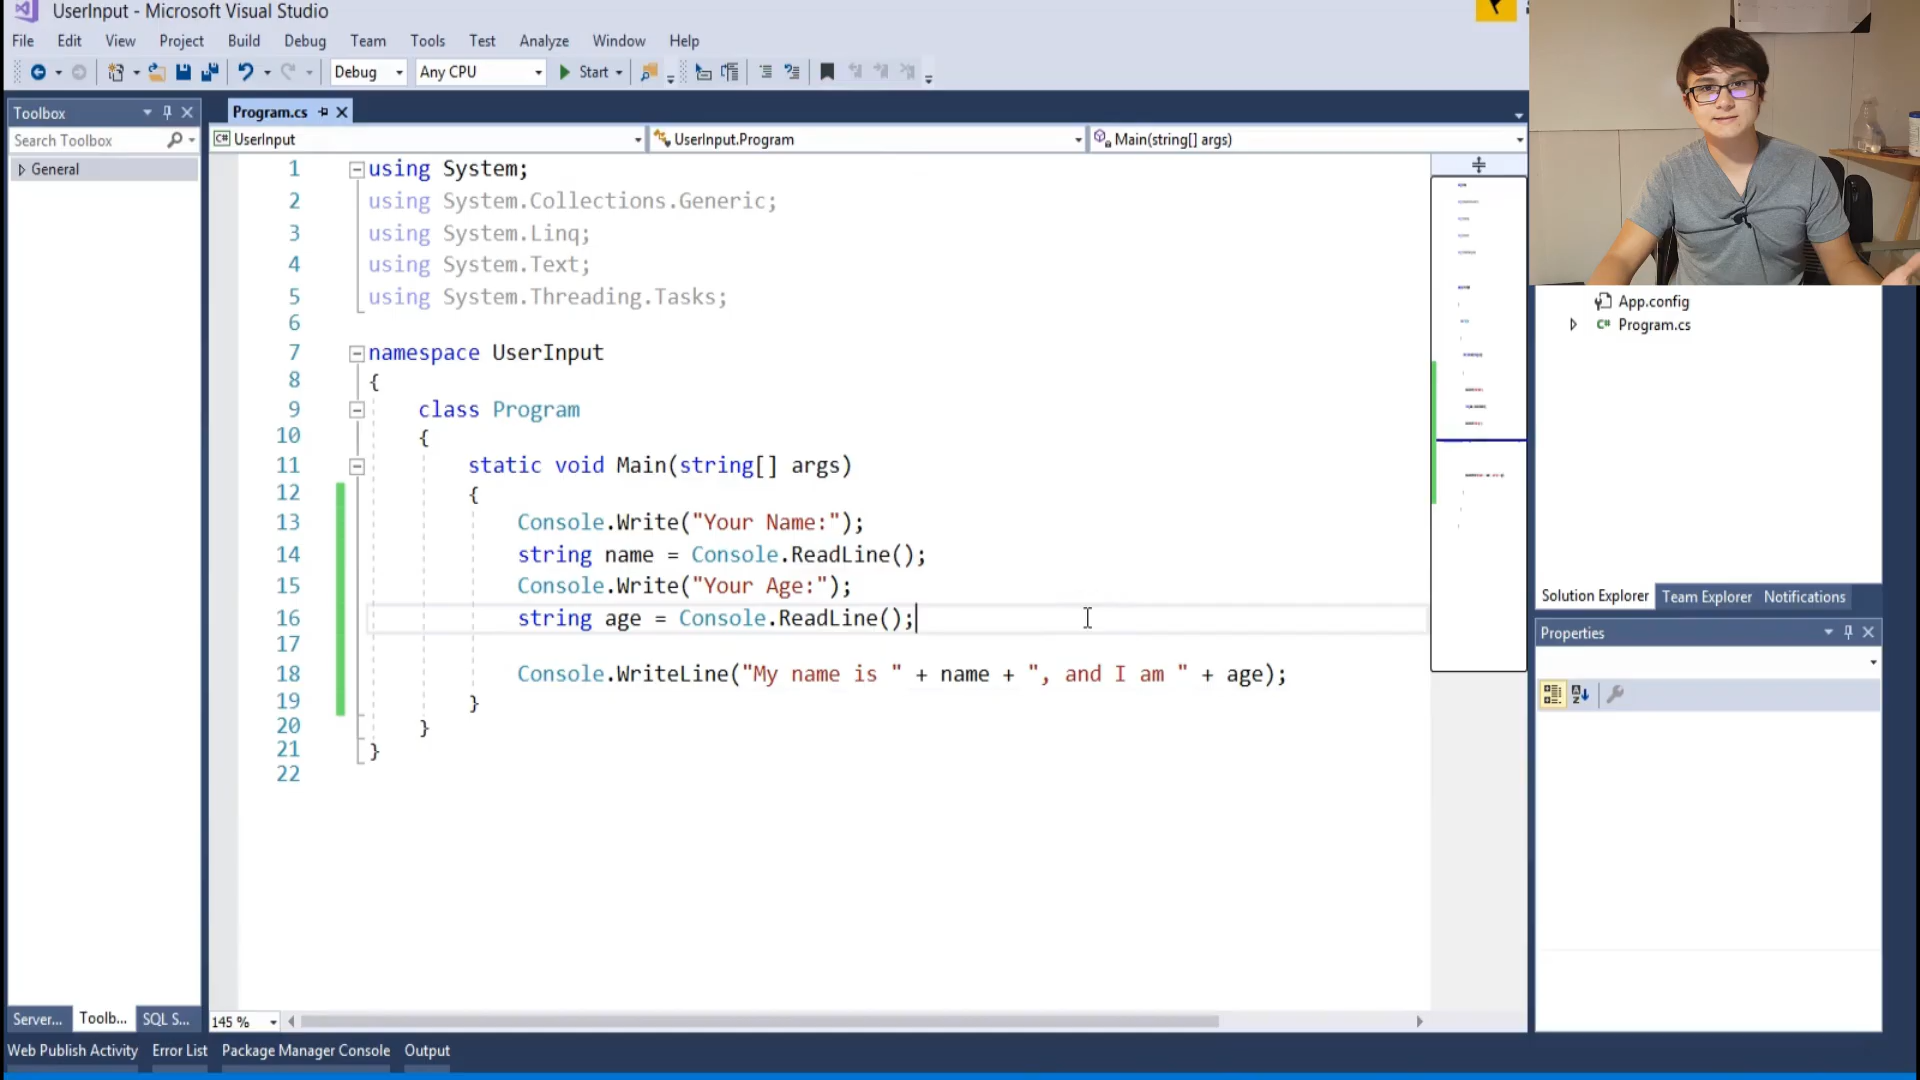 UserInput - Microsoft Visual Studio
File Edit View Project Build Debug Team Tools Test Analyze Window Help
Debug Any CPU Start
Toolbox
Search Toolbox
General
Program.cs
UserInput UserInput.Program Main(string[] args)
1 using System;
2 using System.Collections.Generic;
3 using System.Linq;
4 using System.Text;
5 using System.Threading.Tasks;
6
7 namespace UserInput
8 {
9 class Program
10 {
11 static void Main(string[] args)
12 {
13 Console.Write("Your Name:");
14 string name = Console.ReadLine();
15 Console.Write("Your Age:");
16 string age = Console.ReadLine();
17
18 Console.WriteLine("My name is " + name + ", and I am " + age);
19 }
20 }
21 }
22
App.config
Program.cs
Solution Explorer Team Explorer Notifications
Properties
Server... Toolb... SQL S...
145 %
Web Publish Activity Error List Package Manager Console Output